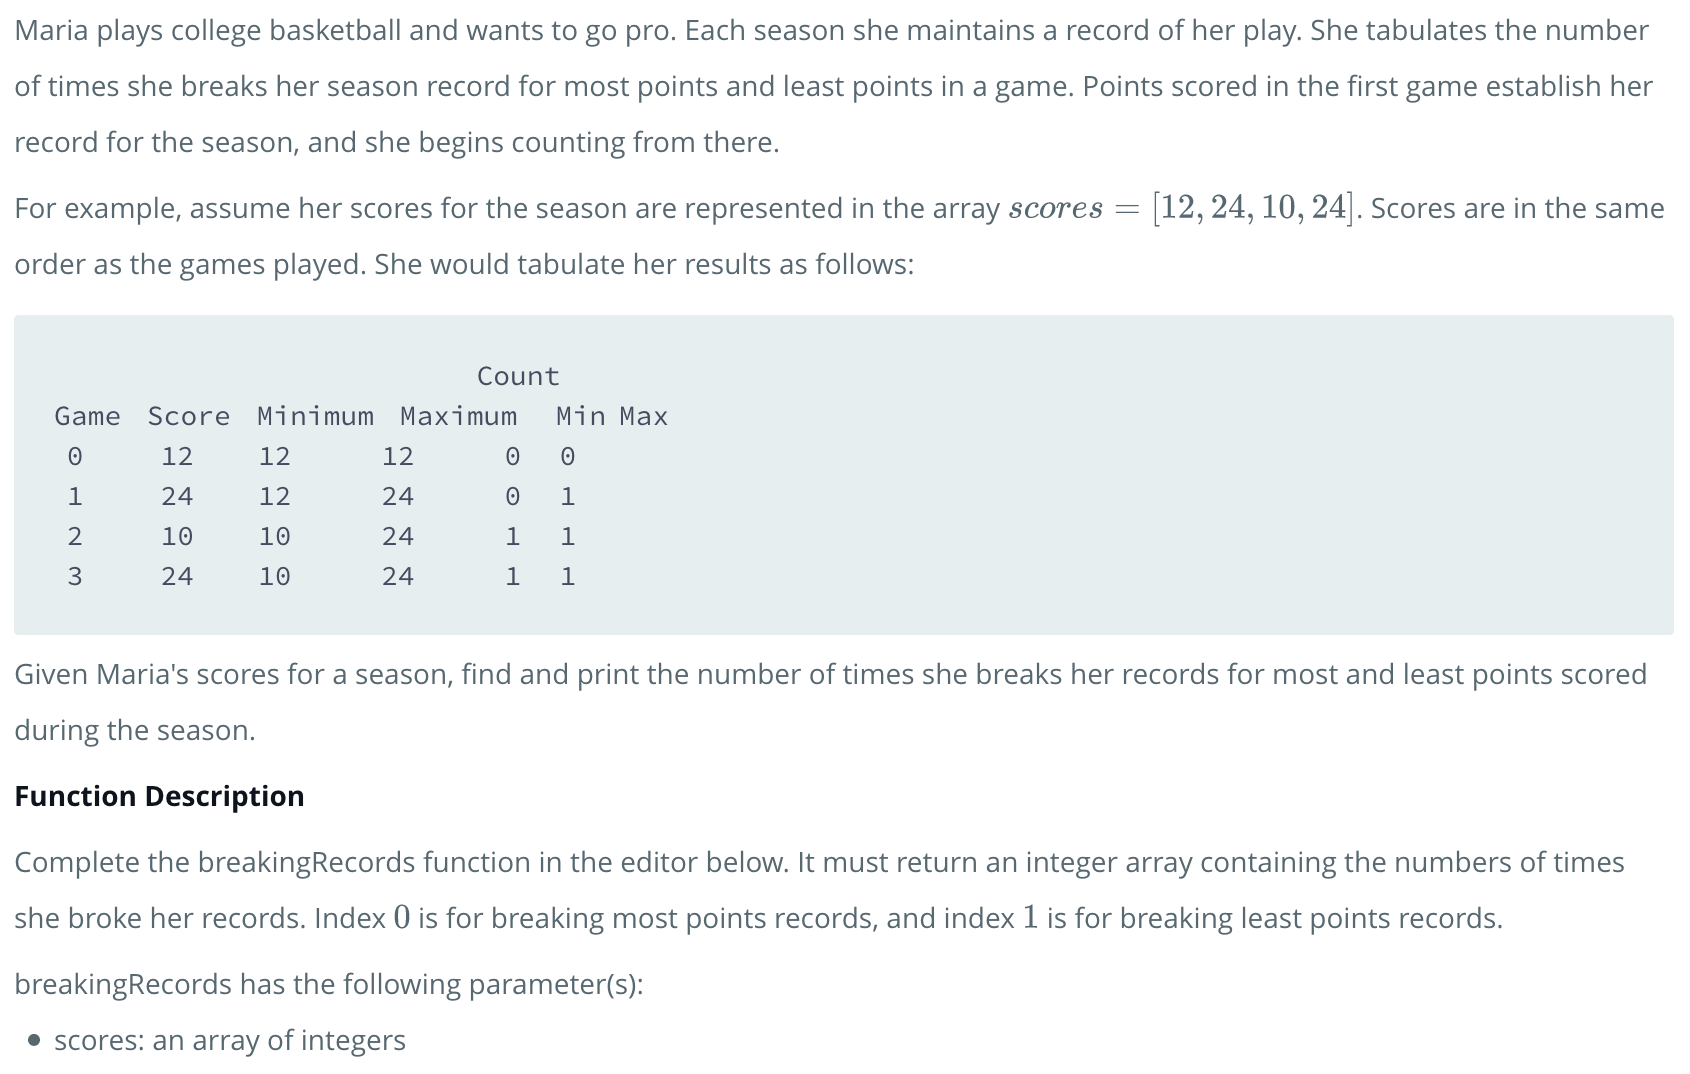 Maria plays college basketball and wants to go pro. Each season she maintains a record of her play. She tabulates the number
of times she breaks her season record for most points and least points in a game. Points scored in the first game establish her
record for the season, and she begins counting from there.
For example, assume her scores for the season are represented in the array scores = [12, 24, 10, 24]. Scores are in the same
order as the games played. She would tabulate her results as follows:
Count
Game Score Minimum Maximum Min Max
0 12 12 12 0 0
1 24 12 24 0 1
2 10 10 24 1 1
3 24 10 24 1 1
Given Maria's scores for a season, find and print the number of times she breaks her records for most and least points scored
during the season.
Function Description
Complete the breakingRecords function in the editor below. It must return an integer array containing the numbers of times
she broke her records. Index 0 is for breaking most points records, and index 1 is for breaking least points records.
breakingRecords has the following parameter(s):
• scores: an array of integers